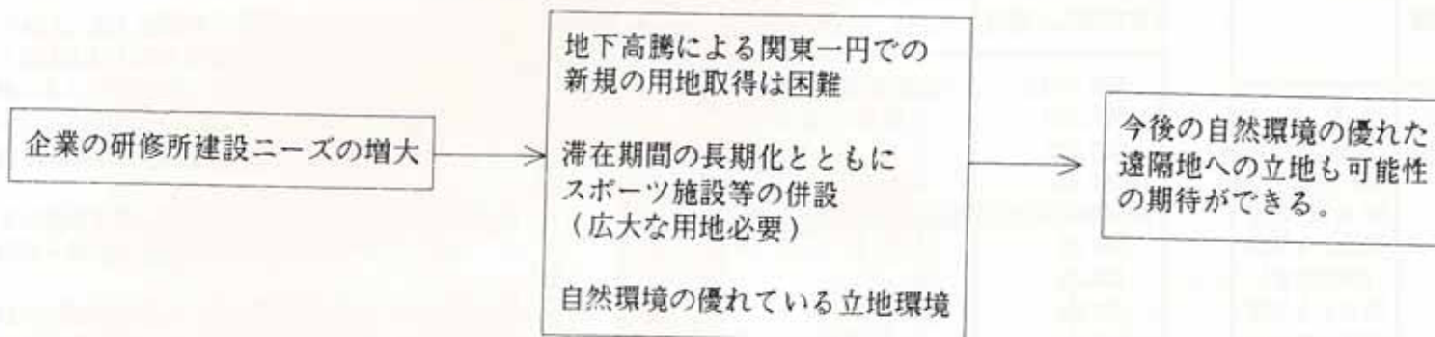 企業の研修所建設ニーズの増大
地下高騰による関東一円での
新規の用地取得は困難
滞在期間の長期化とともに
スポーツ施設等の併設
（広大な用地必要）
自然環境の優れている立地環境
今後の自然環境の優れた
遠隔地への立地も可能性
の期待ができる。